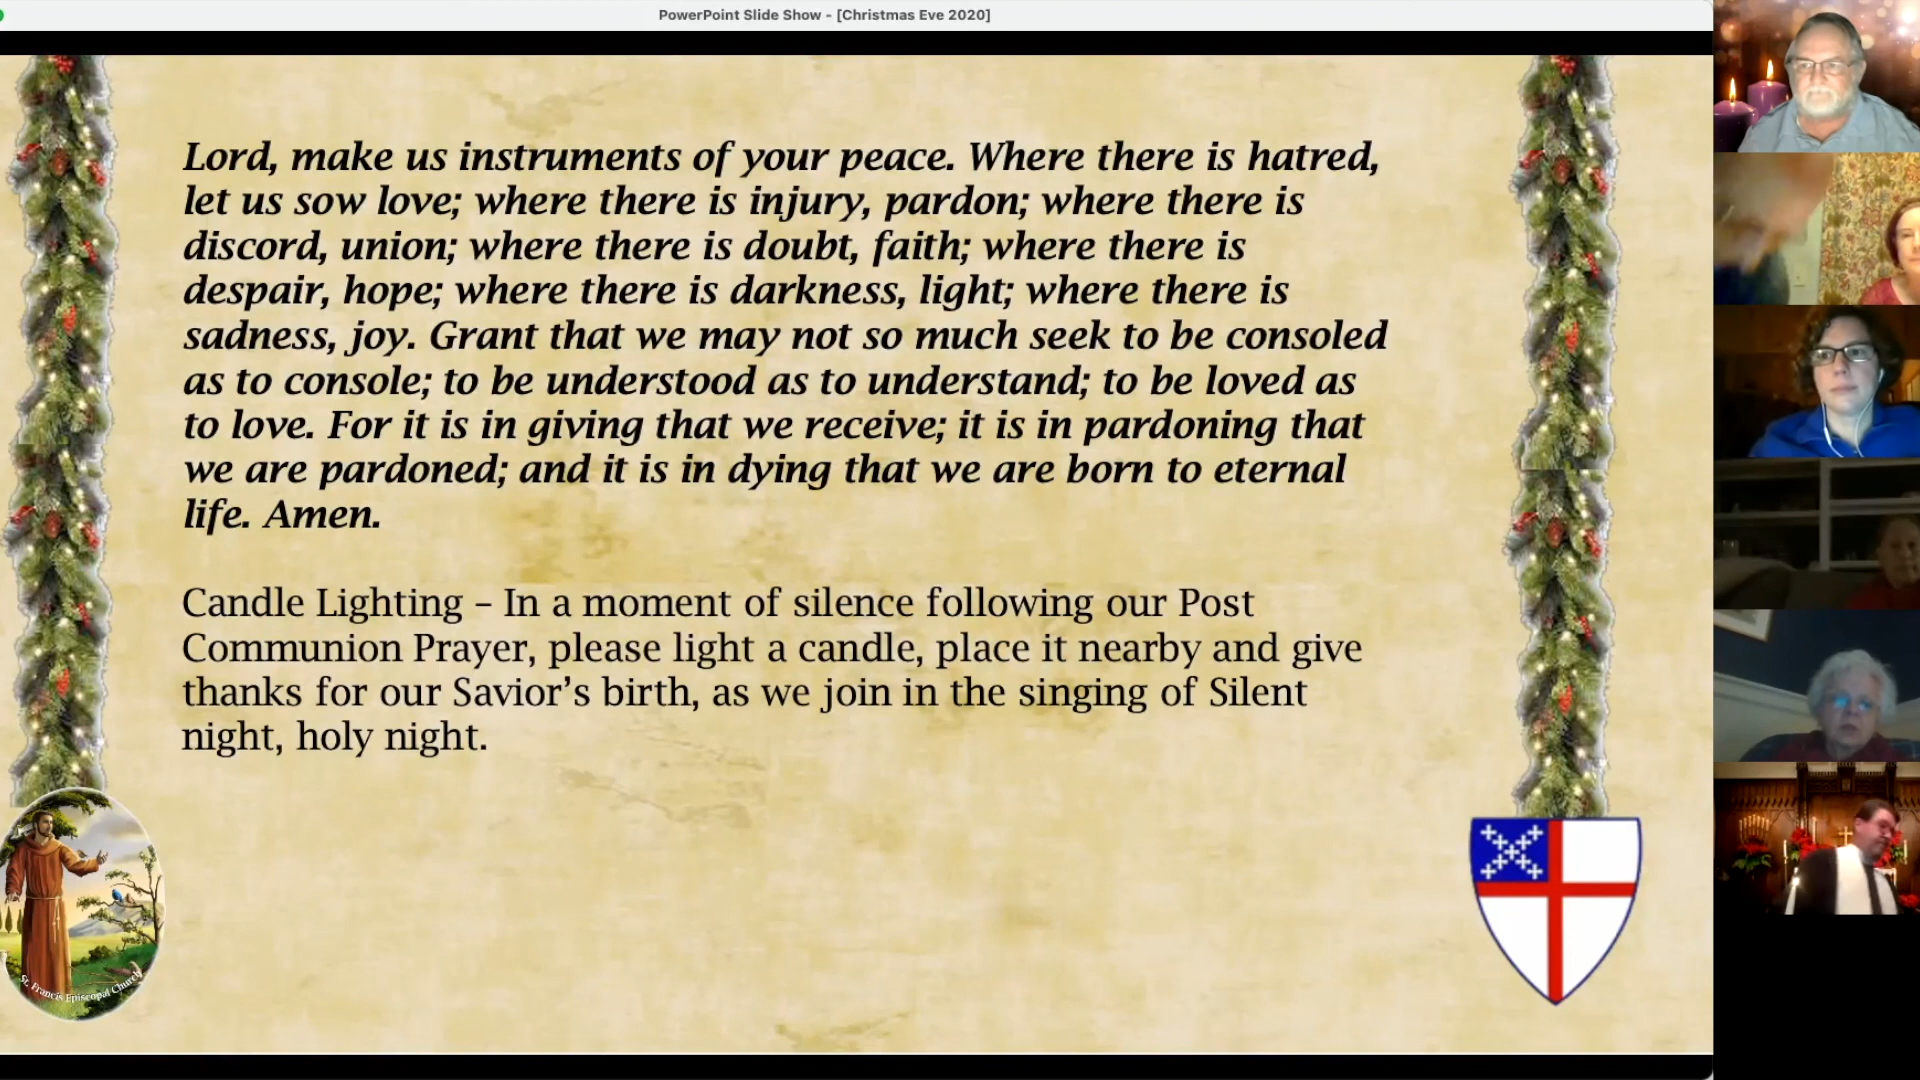 PowerPoint Slide Show - [Christmas Eve 2020]
Lord, make us instruments of your peace. Where there is hatred,
let us sow love; where there is injury, pardon; where there is
discord, union; where there is doubt, faith; where there is
despair, hope; where there is darkness, light; where there is
sadness, joy. Grant that we may not so much seek to be consoled
as to console; to be understood as to understand; to be loved as
to love. For it is in giving that we receive; it is in pardoning that
we are pardoned; and it is in dying that we are born to eternal
life. Amen.
Candle Lighting – In a moment of silence following our Post
Communion Prayer, please light a candle, place it nearby and give
thanks for our Savior’s birth, as we join in the singing of Silent
night, holy night.
St. Francis Episcopal Church